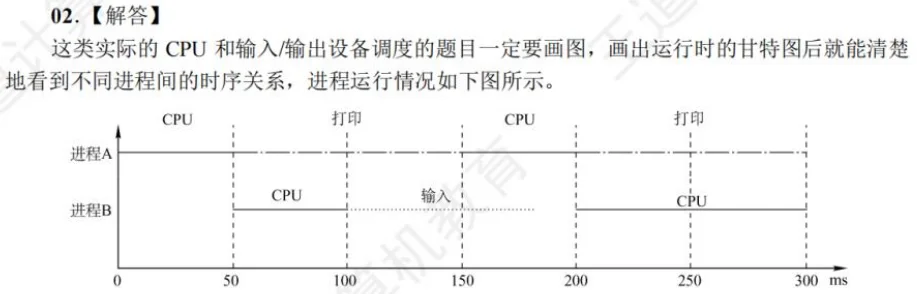 02.【解答】
这类实际的 CPU 和输入/输出设备调度的题目一定要画图，画出运行时的甘特图后就能清楚
地看到不同进程间的时序关系，进程运行情况如下图所示。
CPU 打印 CPU 打印
进程A
CPU 输入 CPU
进程B
0 50 100 150 200 250 300 ms
算机教育